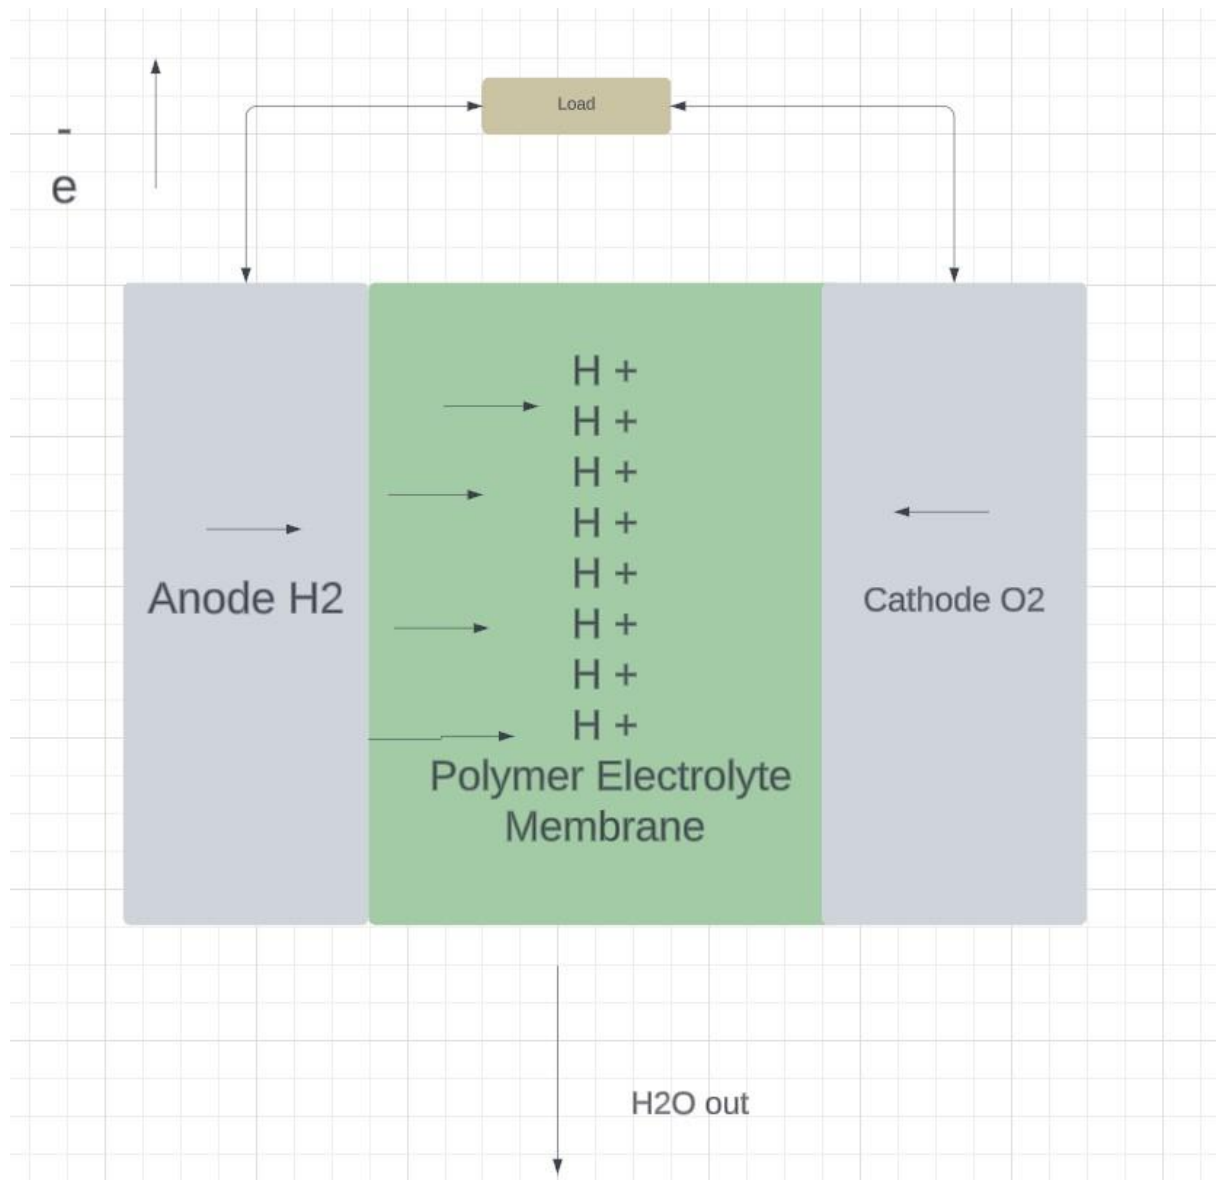 Load
-
e
H +
H +
H +
H +
H +
H +
H +
H +
Anode H2
Cathode O2
Polymer Electrolyte
Membrane
H2O out